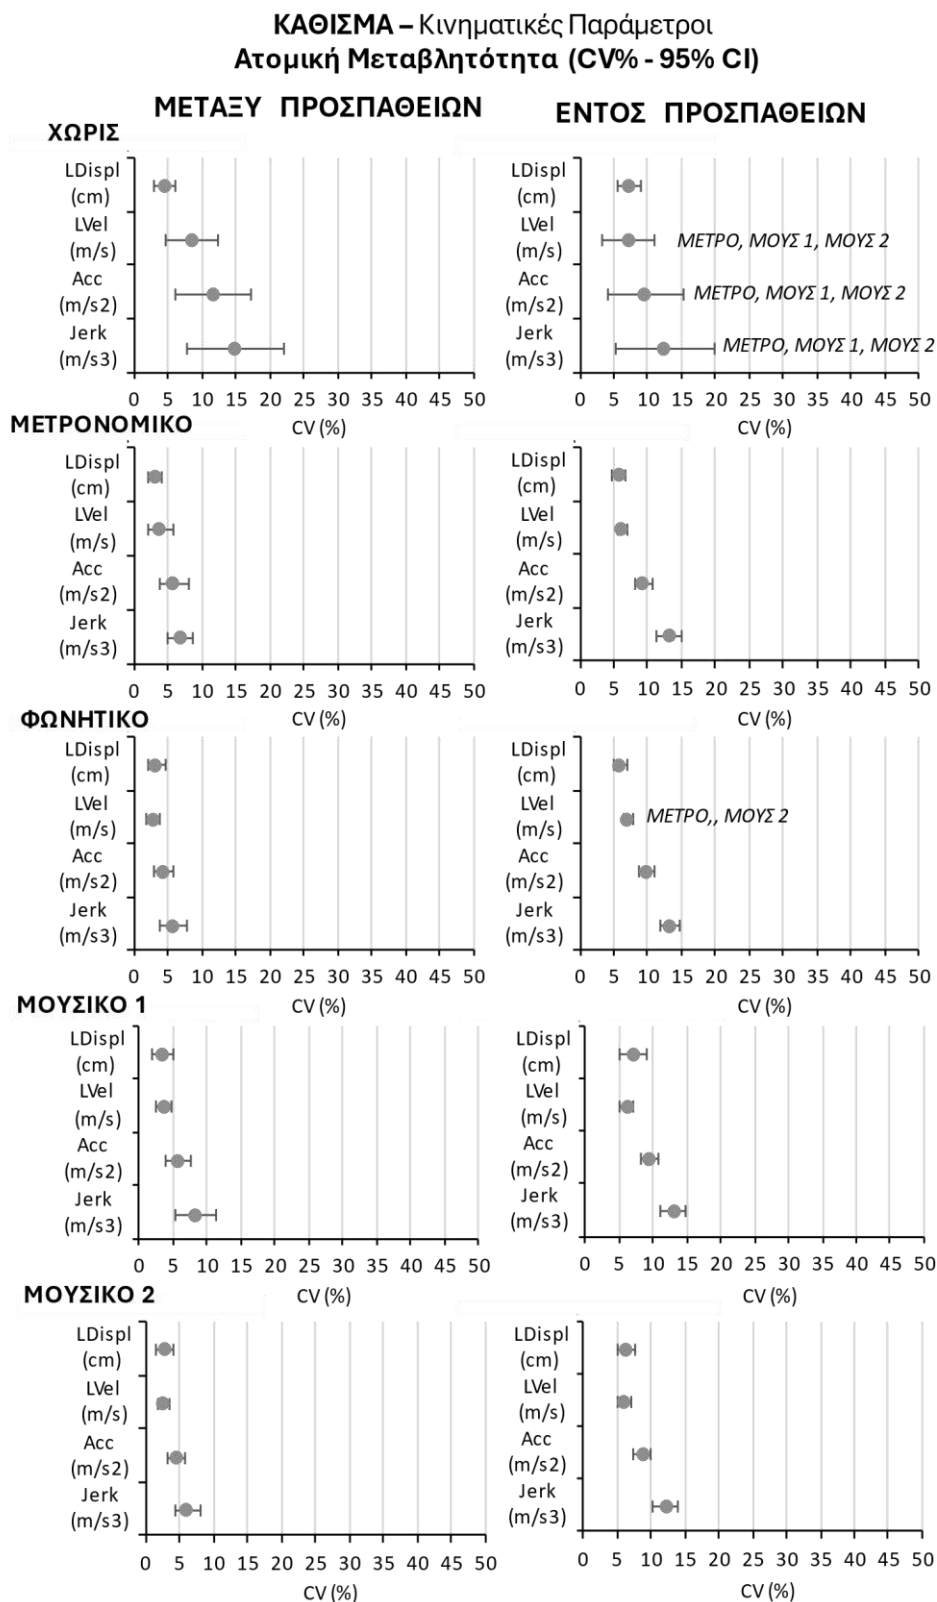 ΚΑΘΙΣΜΑ – Κινηματικές Παράμετροι
Ατομική Μεταβλητότητα (CV% - 95% CI)
ΜΕΤΑΞΥ ΠΡΟΣΠΑΘΕΙΩΝ
ΕΝΤΟΣ ΠΡΟΣΠΑΘΕΙΩΝ
ΧΩΡΙΣ
LDispl
(cm)
LVel
(m/s)
Acc
(m/s2)
Jerk
(m/s3)
0 5 10 15 20 25 30 35 40 45 50
CV (%)
LDispl
(cm)
LVel
(m/s)
ΜΕΤΡΟ, ΜΟΥΣ 1, ΜΟΥΣ 2
Acc
(m/s2)
ΜΕΤΡΟ, ΜΟΥΣ 1, ΜΟΥΣ 2
Jerk
(m/s3)
ΜΕΤΡΟ, ΜΟΥΣ 1, ΜΟΥΣ 2
0 5 10 15 20 25 30 35 40 45 50
CV (%)
ΜΕΤΡΟΝΟΜΙΚΟ
LDispl
(cm)
LVel
(m/s)
Acc
(m/s2)
Jerk
(m/s3)
0 5 10 15 20 25 30 35 40 45 50
CV (%)
LDispl
(cm)
LVel
(m/s)
Acc
(m/s2)
Jerk
(m/s3)
0 5 10 15 20 25 30 35 40 45 50
CV (%)
ΦΩΝΗΤΙΚΟ
LDispl
(cm)
LVel
(m/s)
Acc
(m/s2)
Jerk
(m/s3)
0 5 10 15 20 25 30 35 40 45 50
CV (%)
LDispl
(cm)
LVel
(m/s)
ΜΕΤΡΟ,, ΜΟΥΣ 2
Acc
(m/s2)
Jerk
(m/s3)
0 5 10 15 20 25 30 35 40 45 50
CV (%)
ΜΟΥΣΙΚΟ 1
LDispl
(cm)
LVel
(m/s)
Acc
(m/s2)
Jerk
(m/s3)
0 5 10 15 20 25 30 35 40 45 50
CV (%)
LDispl
(cm)
LVel
(m/s)
Acc
(m/s2)
Jerk
(m/s3)
0 5 10 15 20 25 30 35 40 45 50
CV (%)
ΜΟΥΣΙΚΟ 2
LDispl
(cm)
LVel
(m/s)
Acc
(m/s2)
Jerk
(m/s3)
0 5 10 15 20 25 30 35 40 45 50
CV (%)
LDispl
(cm)
LVel
(m/s)
Acc
(m/s2)
Jerk
(m/s3)
0 5 10 15 20 25 30 35 40 45 50
CV (%)